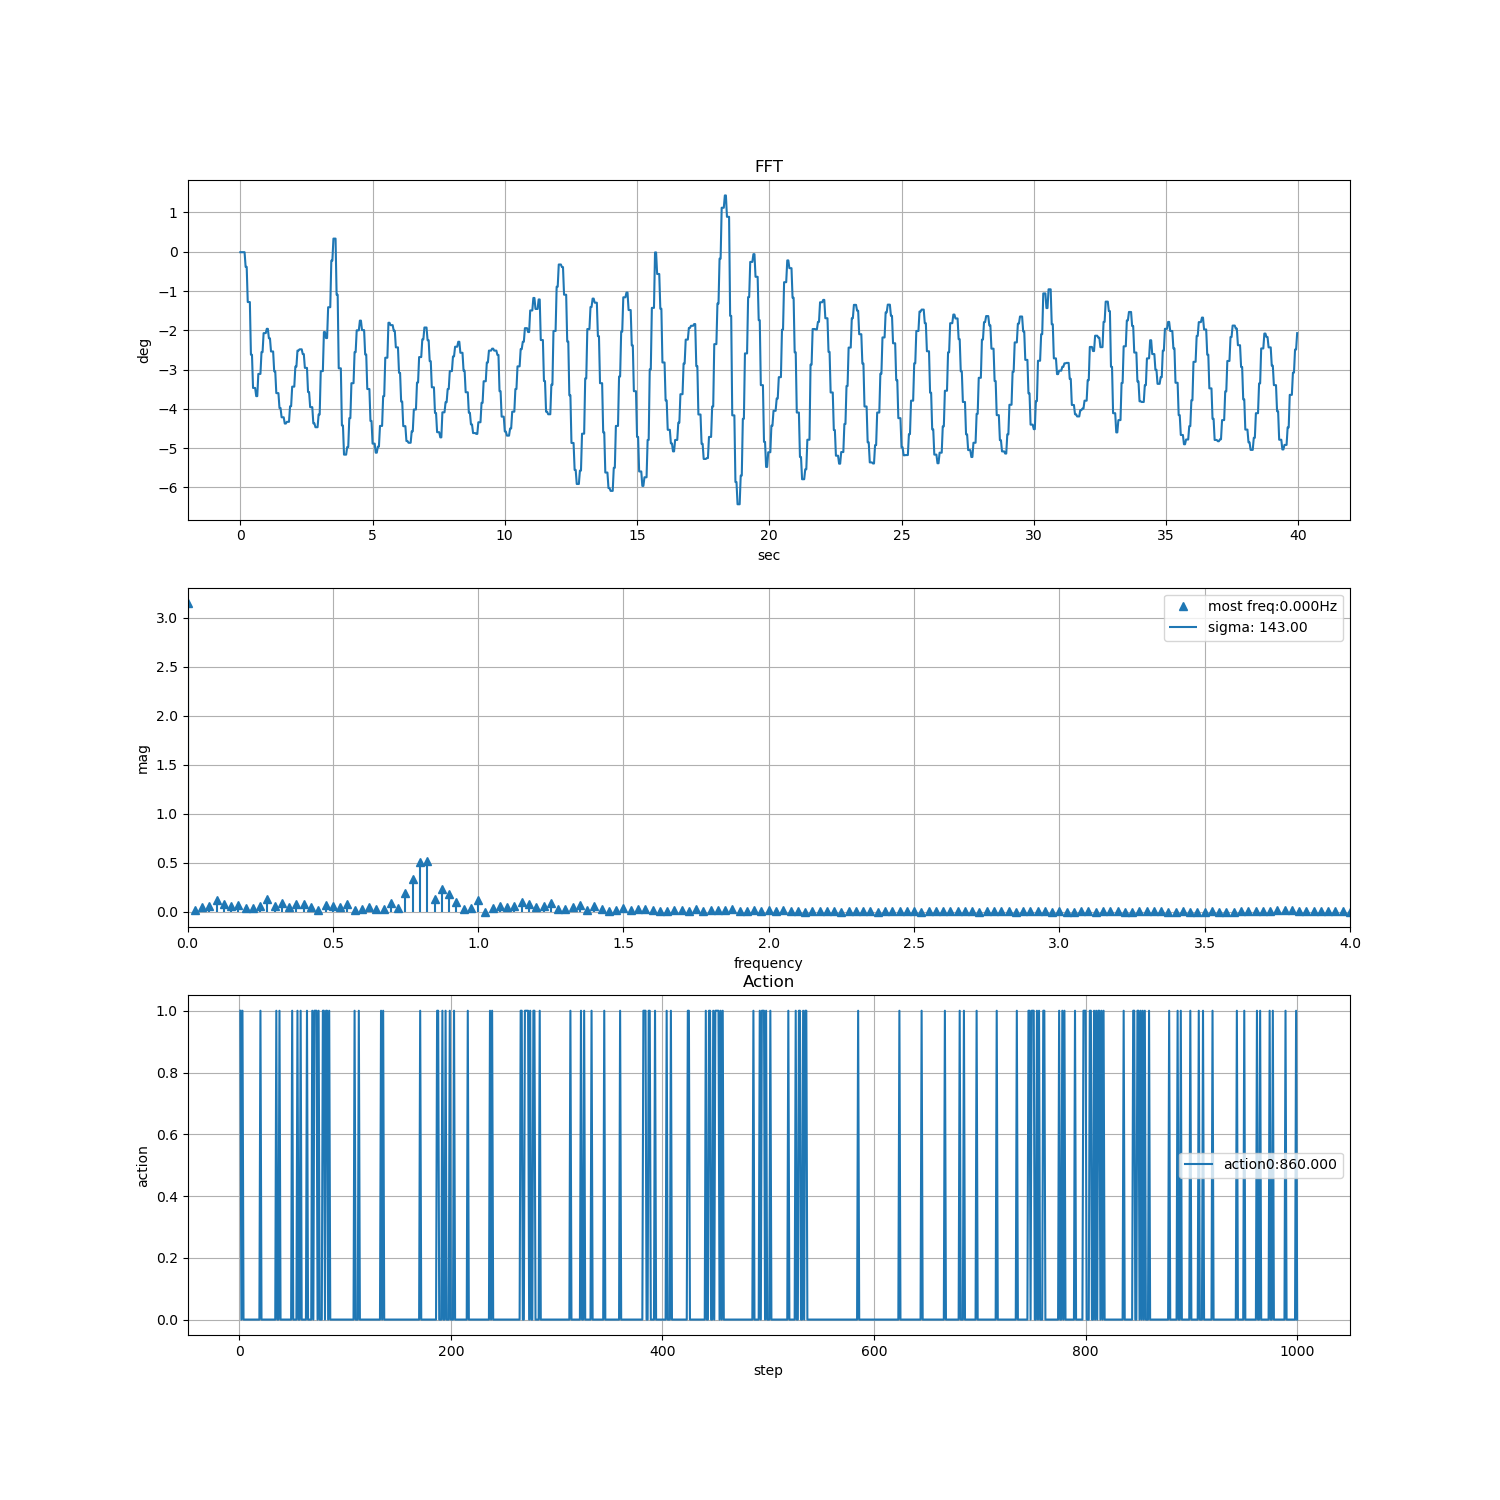 FFT
1
0
−1
−2
−3
−4
−5
−6
deg
0 5 10 15 20 25 30 35 40
sec
3.0
2.5
2.0
1.5
1.0
0.5
0.0
mag
most freq:0.000Hz
sigma: 143.00
0.0 0.5 1.0 1.5 2.0 2.5 3.0 3.5 4.0
frequency
Action
1.0
0.8
0.6
0.4
0.2
0.0
action
action0:860.000
0 200 400 600 800 1000
step